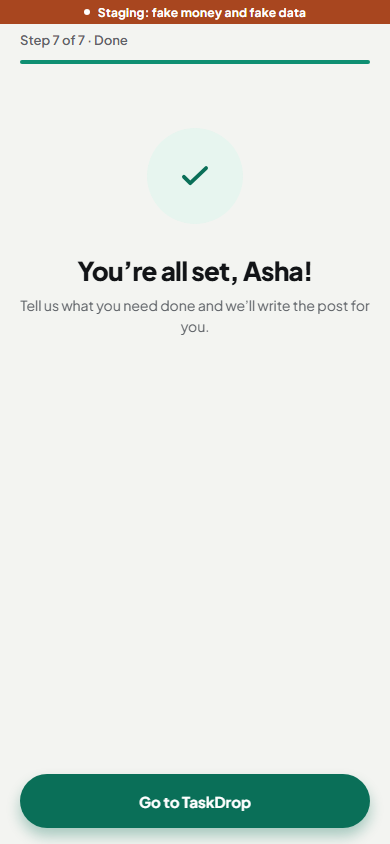 Staging: fake money and fake data
Step 7 of 7 · Done
You’re all set, Asha!
Tell us what you need done and we’ll write the post for
you.
Go to TaskDrop